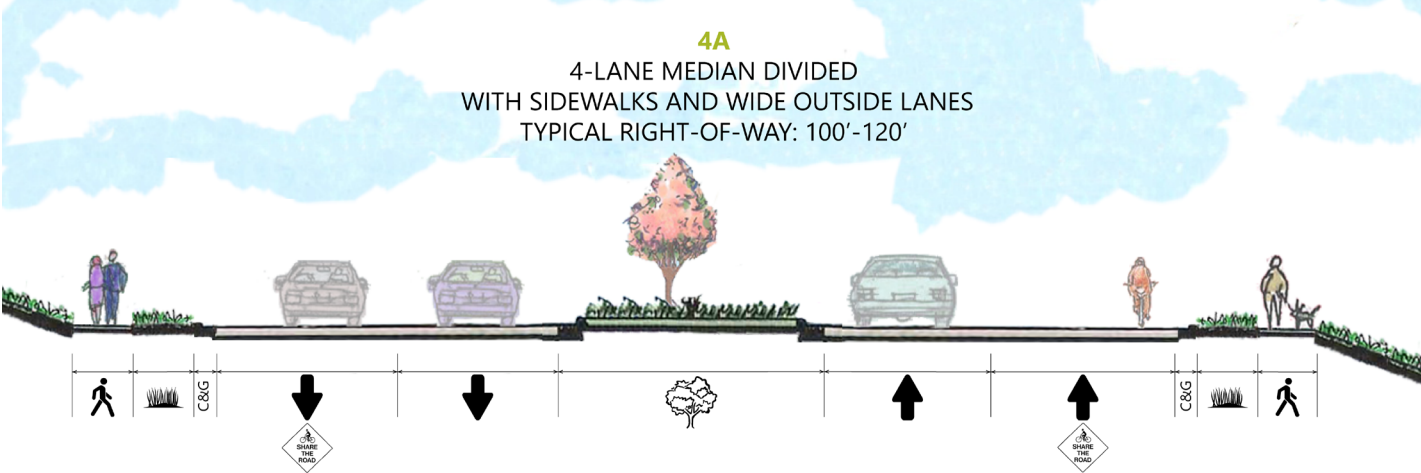 4A
4-LANE MEDIAN DIVIDED
WITH SIDEWALKS AND WIDE OUTSIDE LANES
TYPICAL RIGHT-OF-WAY: 100’-120’
C&G
C&G
SHARE
THE
ROAD
SHARE
THE
ROAD